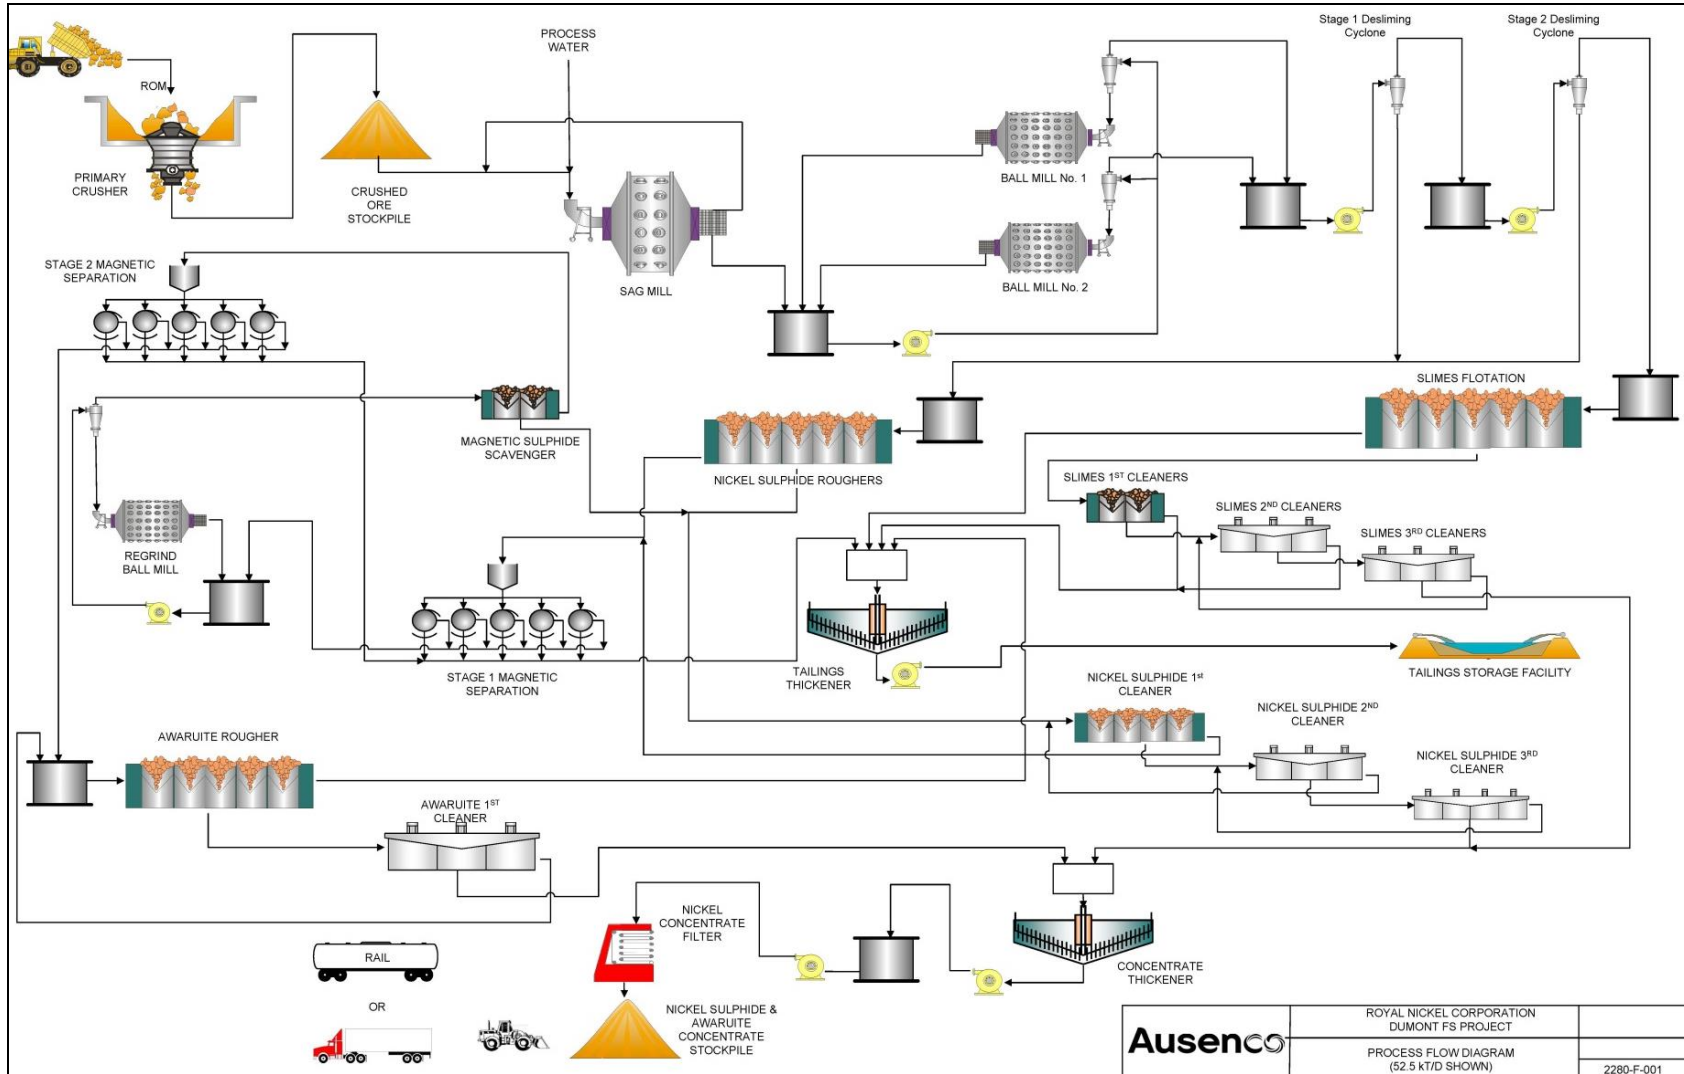 Stage 1 Desliming
Cyclone
Stage 2 Desliming
Cyclone
PROCESS
WATER
ROM
PRIMARY
CRUSHER
CRUSHED
ORE
STOCKPILE
BALL MILL No. 1
BALL MILL No. 2
SAG MILL
STAGE 2 MAGNETIC
SEPARATION
SLIMES FLOTATION
MAGNETIC SULPHIDE
SCAVENGER
NICKEL SULPHIDE ROUGHERS
SLIMES 1ST CLEANERS
SLIMES 2ND CLEANERS
SLIMES 3RD CLEANERS
REGRIND
BALL MILL
STAGE 1 MAGNETIC
SEPARATION
TAILINGS
THICKENER
TAILINGS STORAGE FACILITY
NICKEL SULPHIDE 1st
CLEANER
NICKEL SULPHIDE 2ND
CLEANER
NICKEL SULPHIDE 3RD
CLEANER
AWARUITE ROUGHER
AWARUITE 1ST
CLEANER
NICKEL
CONCENTRATE
FILTER
CONCENTRATE
THICKENER
RAIL
OR
NICKEL SULPHIDE &
AWARUITE
CONCENTRATE
STOCKPILE
Ausenco
ROYAL NICKEL CORPORATION
DUMONT FS PROJECT
PROCESS FLOW DIAGRAM
(52.5 kT/D SHOWN)
2280-F-001